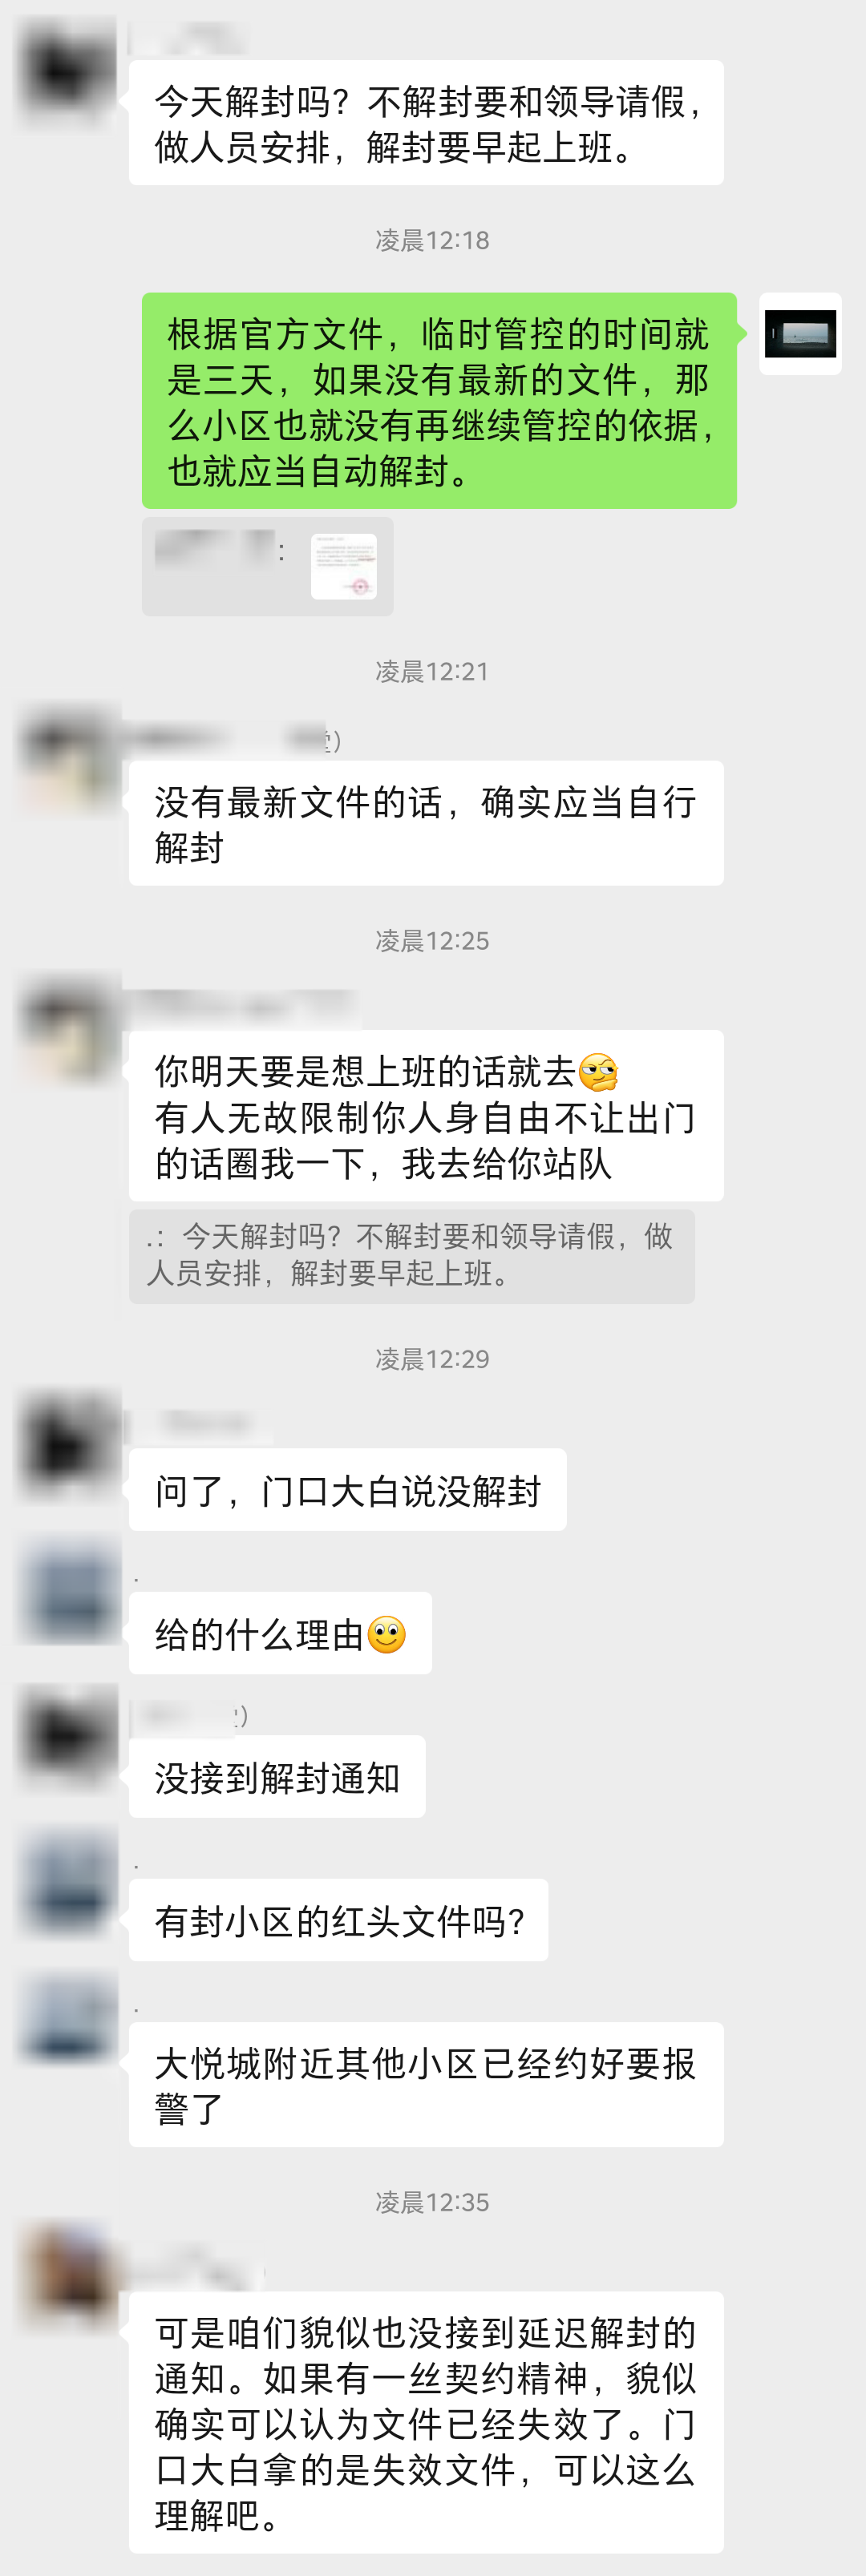 今天解封吗？不解封要和领导请假，
做人员安排，解封要早起上班。
凌晨12:18
根据官方文件，临时管控的时间就
是三天，如果没有最新的文件，那
么小区也就没有再继续管控的依据，
也就应当自动解封。
：
凌晨12:21
）
没有最新文件的话，确实应当自行
解封
凌晨12:25
你明天要是想上班的话就去
有人无故限制你人身自由不让出门
的话圈我一下，我去给你站队
.：今天解封吗？不解封要和领导请假，做
人员安排，解封要早起上班。
凌晨12:29
问了，门口大白说没解封
.
给的什么理由
）
没接到解封通知
.
有封小区的红头文件吗？
.
大悦城附近其他小区已经约好要报
警了
凌晨12:35
可是咱们貌似也没接到延迟解封的
通知。如果有一丝契约精神，貌似
确实可以认为文件已经失效了。门
口大白拿的是失效文件，可以这么
理解吧。